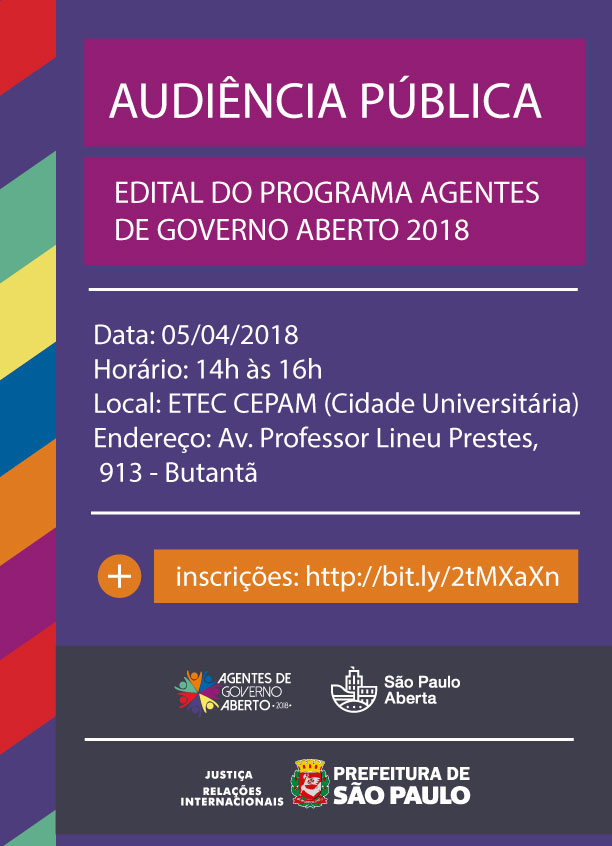 AUDIÊNCIA PÚBLICA
EDITAL DO PROGRAMA AGENTES
DE GOVERNO ABERTO 2018
Data: 05/04/2018
Horário: 14h às 16h
Local: ETEC CEPAM (Cidade Universitária)
Endereço: Av. Professor Lineu Prestes,
913 - Butantã
+ inscrições: http://bit.ly/2tMXaXn
AGENTES DE
GOVERNO
ABERTO •2018•
São Paulo
Aberta
JUSTIÇA
RELAÇÕES
INTERNACIONAIS
PREFEITURA DE
SÃO PAULO